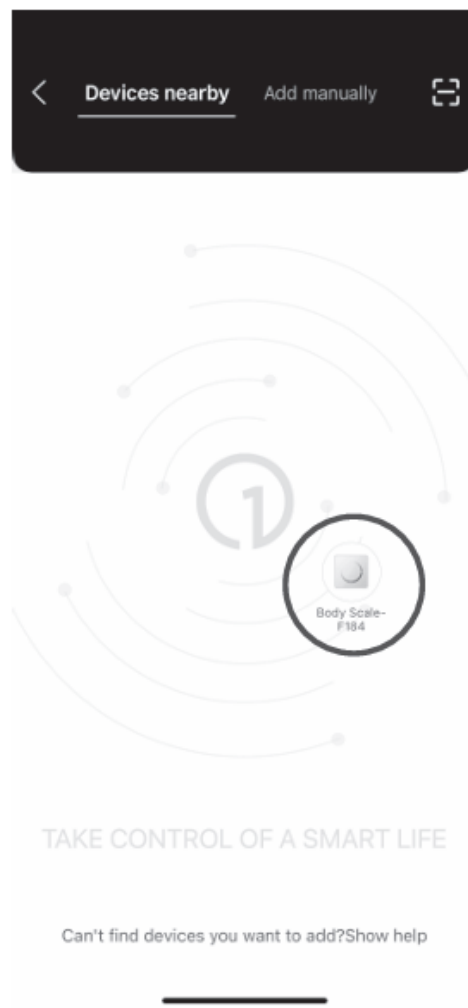 Devices nearby Add manually
1
Body Scale-
F184
TAKE CONTROL OF A SMART LIFE
Can't find devices you want to add?Show help